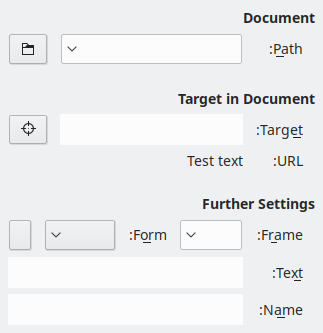 Document
:Path
Target in Document
:Target
Test text :URL
Further Settings
:Form :Frame
:Text
:Name